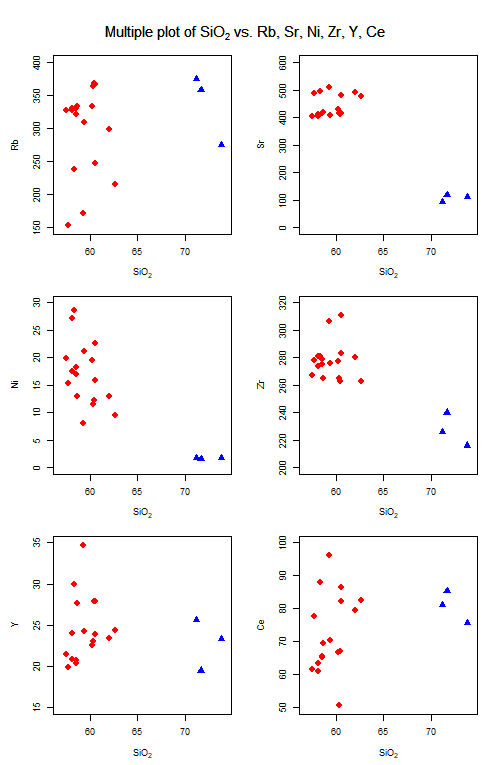 Multiple plot of SiO₂ vs. Rb, Sr, Ni, Zr, Y, Ce
Rb
400
350
300
250
200
150
60 65 70
SiO₂
Sr
600
500
400
300
200
100
0
60 65 70
SiO₂
Ni
30
25
20
15
10
5
0
60 65 70
SiO₂
Zr
320
300
280
260
240
220
200
60 65 70
SiO₂
Y
35
30
25
20
15
60 65 70
SiO₂
Ce
100
90
80
70
60
50
60 65 70
SiO₂